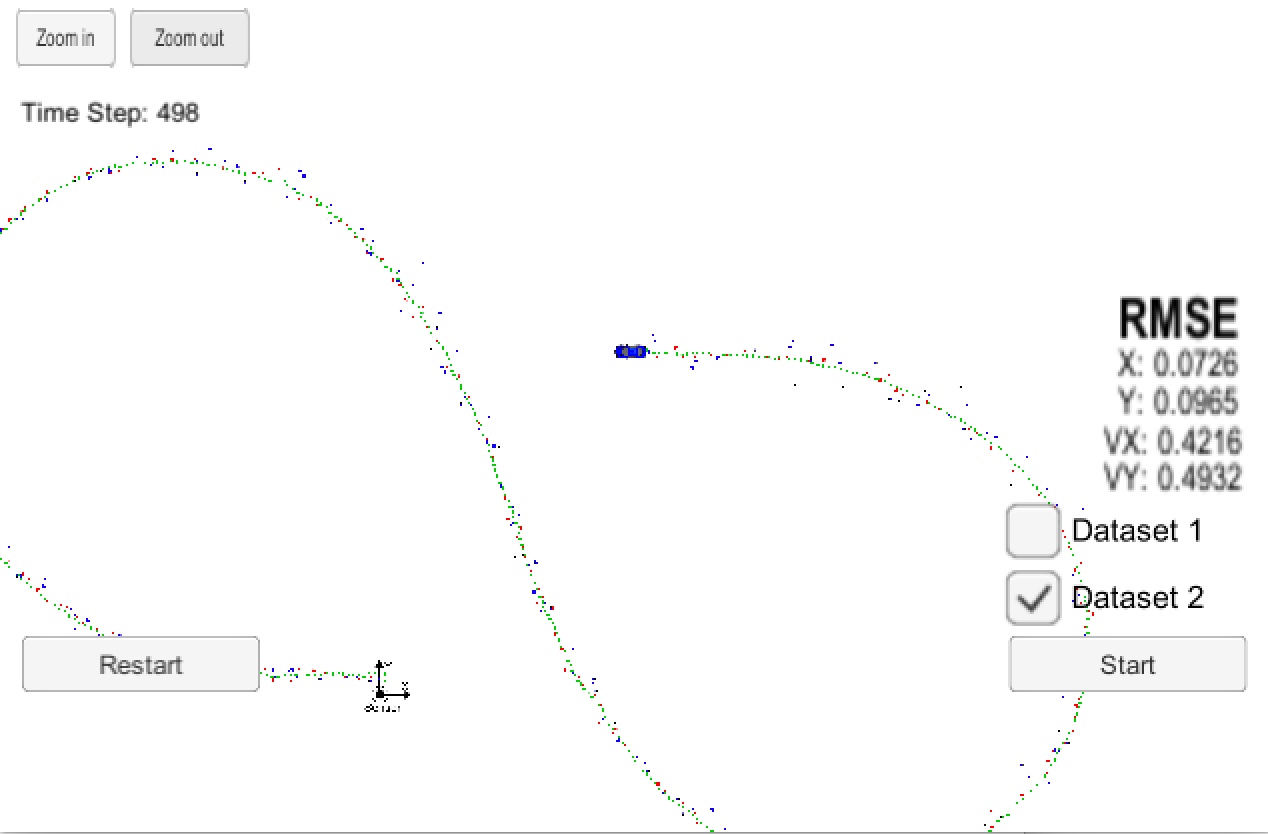 Zoom in
Zoom out
Time Step: 498
RMSE
X: 0.0726
Y: 0.0965
VX: 0.4216
VY: 0.4932
Dataset 1
Dataset 2
Restart
Start